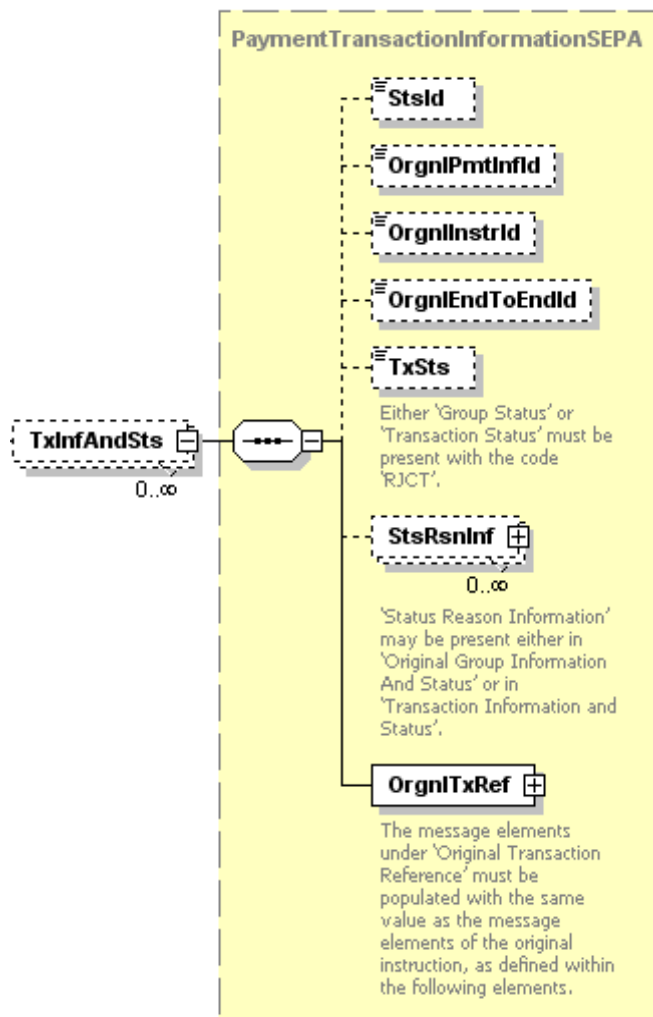 PaymentTransactionInformationSEPA
StsId
OrgnlPmtInfId
OrgnlInstrId
OrgnlEndToEndId
TxSts
Either 'Group Status' or
'Transaction Status' must be
present with the code
'RJCT'.
TxInfAndSts
0..∞
StsRsnInf
0..∞
'Status Reason Information'
may be present either in
'Original Group Information
And Status' or in
'Transaction Information and
Status'.
OrgnlTxRef
The message elements
under 'Original Transaction
Reference' must be
populated with the same
value as the message
elements of the original
instruction, as defined within
the following elements.